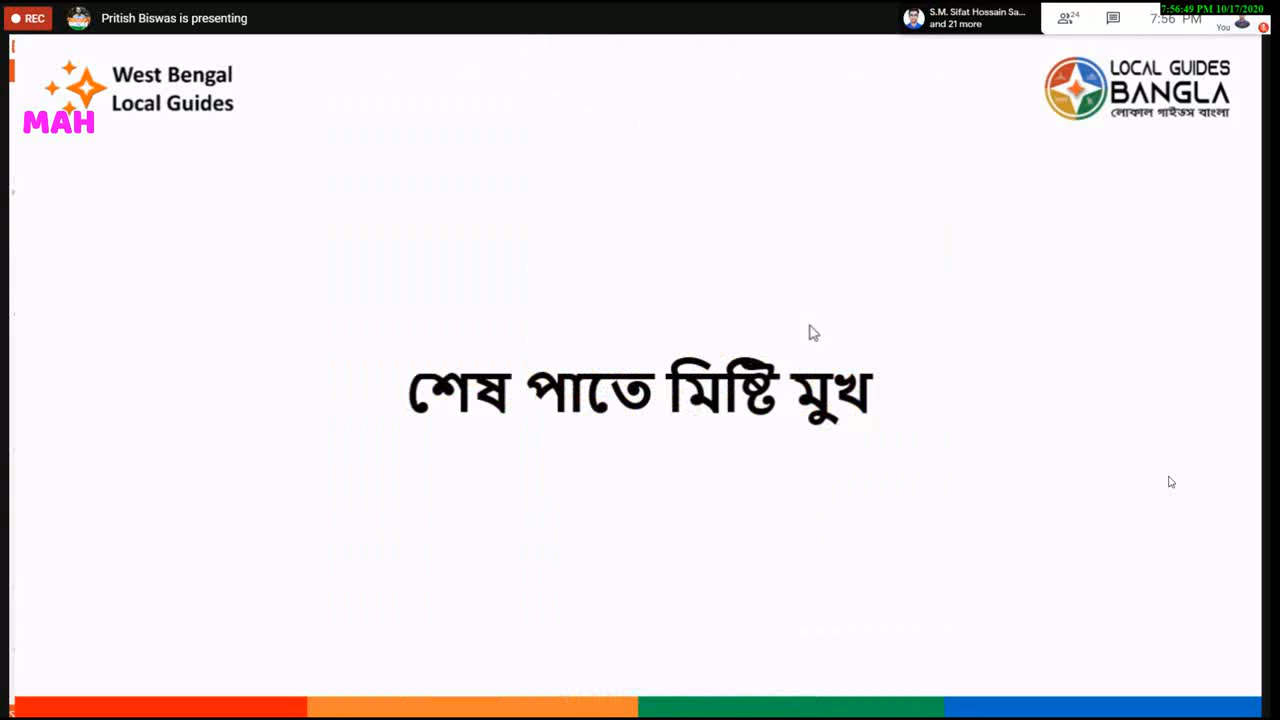 REC
Pritish Biswas is presenting
S.M. Sifat Hossain Sa...
and 21 more
24
7:56 PM
7:56:49 PM 10/17/2020
You
West Bengal
Local Guides
MAH
LOCAL GUIDES
BANGLA
লোকাল গাইডস বাংলা
শেষ পাতে মিষ্টি মুখ